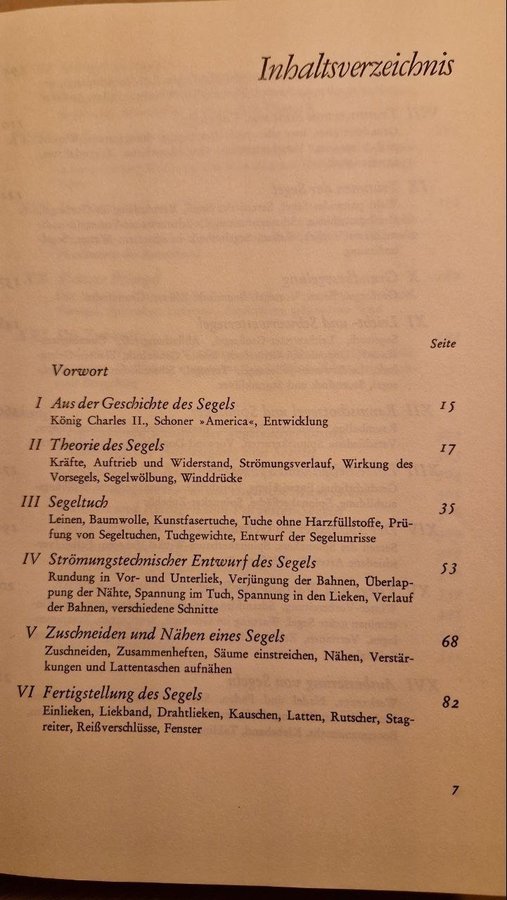 Inhaltsverzeichnis
Seite
Vorwort
I Aus der Geschichte des Segels 15
König Charles II., Schoner »America«, Entwicklung
II Theorie des Segels 17
Kräfte, Auftrieb und Widerstand, Strömungsverlauf, Wirkung des
Vorsegels, Segelwölbung, Winddrücke
III Segeltuch 35
Leinen, Baumwolle, Kunstfasertuche, Tuche ohne Harzfüllstoffe, Prü-
fung von Segeltuchen, Tuchgewichte, Entwurf der Segelumrisse
IV Strömungstechnischer Entwurf des Segels 53
Rundung in Vor- und Unterliek, Verjüngung der Bahnen, Überlap-
pung der Nähte, Spannung im Tuch, Spannung in den Lieken, Verlauf
der Bahnen, verschiedene Schnitte
V Zuschneiden und Nähen eines Segels 68
Zuschneiden, Zusammenheften, Säume einstreichen, Nähen, Verstär-
kungen und Lattentaschen aufnähen
VI Fertigstellung des Segels 82
Einlieken, Liekband, Drahtlieken, Kauschen, Latten, Rutscher, Stag-
reiter, Reißverschlüsse, Fenster
7